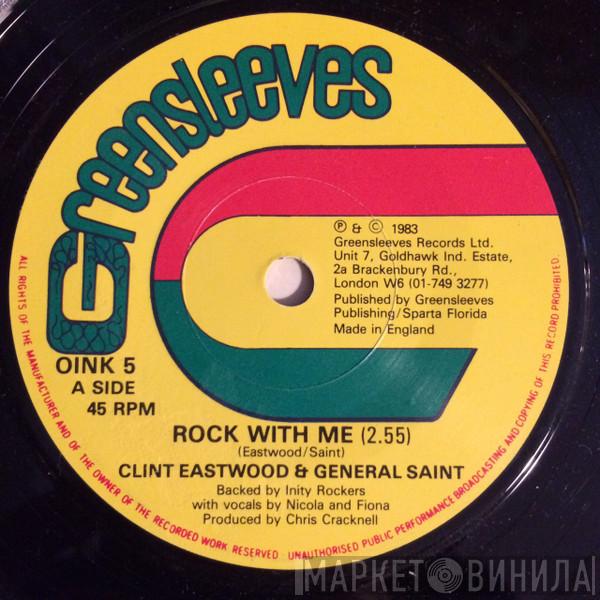 Greensleeves
℗ & © 1983
Greensleeves Records Ltd.
Unit 7, Goldhawk Ind. Estate,
2a Brackenbury Rd.,
London W6 (01-749 3277)
Published by Greensleeves
Publishing/Sparta Florida
Made in England
OINK 5
A SIDE
45 RPM
ROCK WITH ME (2.55)
(Eastwood/Saint)
CLINT EASTWOOD & GENERAL SAINT
Backed by Inity Rockers
with vocals by Nicola and Fiona
Produced by Chris Cracknell
ALL RIGHTS OF THE MANUFACTURER AND OF THE OWNER OF THE RECORDED WORK RESERVED · UNAUTHORISED PUBLIC PERFORMANCE BROADCASTING AND COPYING OF THIS RECORD PROHIBITED.
МАРКЕТ ВИНИЛА